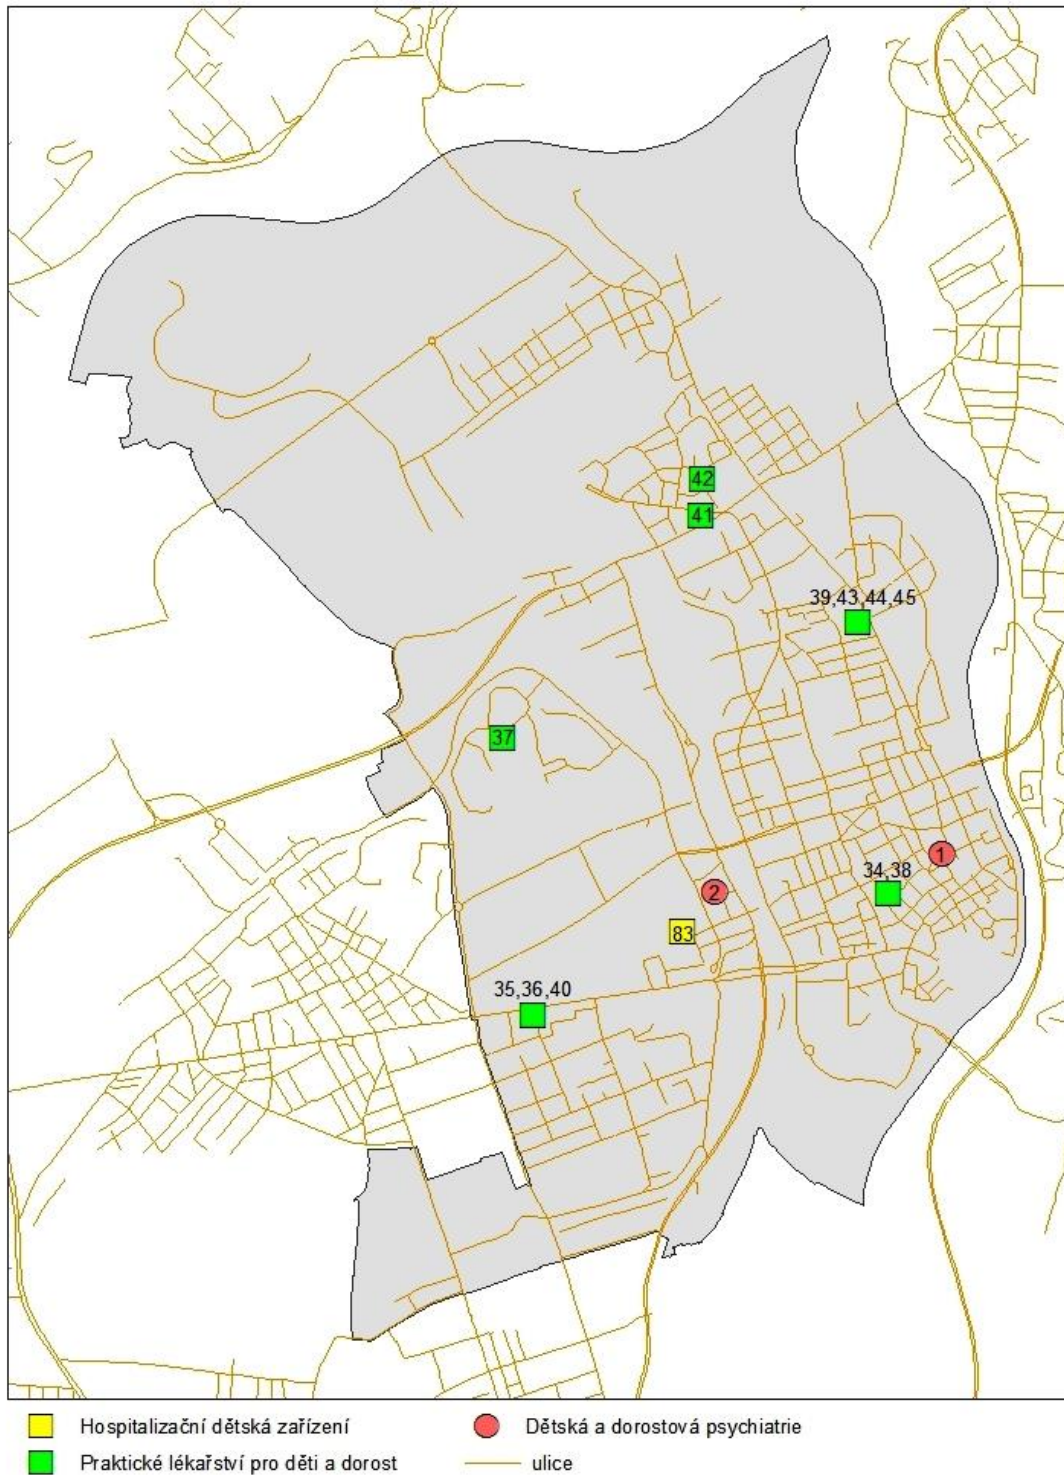 42
41
39,43,44,45
37
1
34,38
2
83
35,36,40
Hospitalizační dětská zařízení
Dětská a dorostová psychiatrie
Praktické lékařství pro děti a dorost
ulice